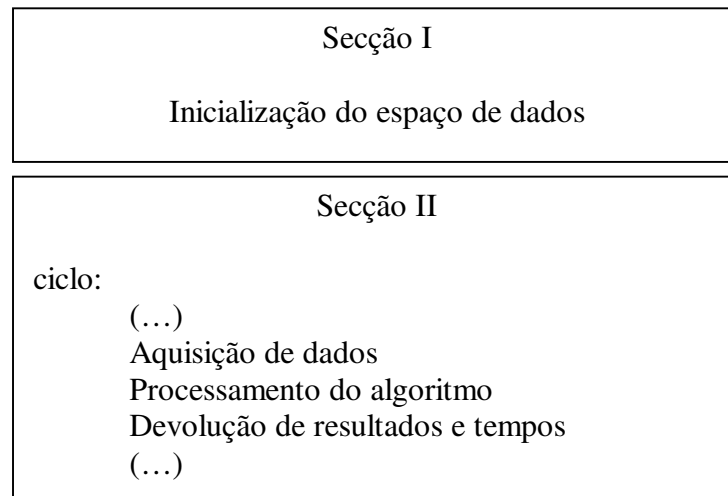 Secção I
Inicialização do espaço de dados
Secção II
ciclo:
(…)
Aquisição de dados
Processamento do algoritmo
Devolução de resultados e tempos
(…)